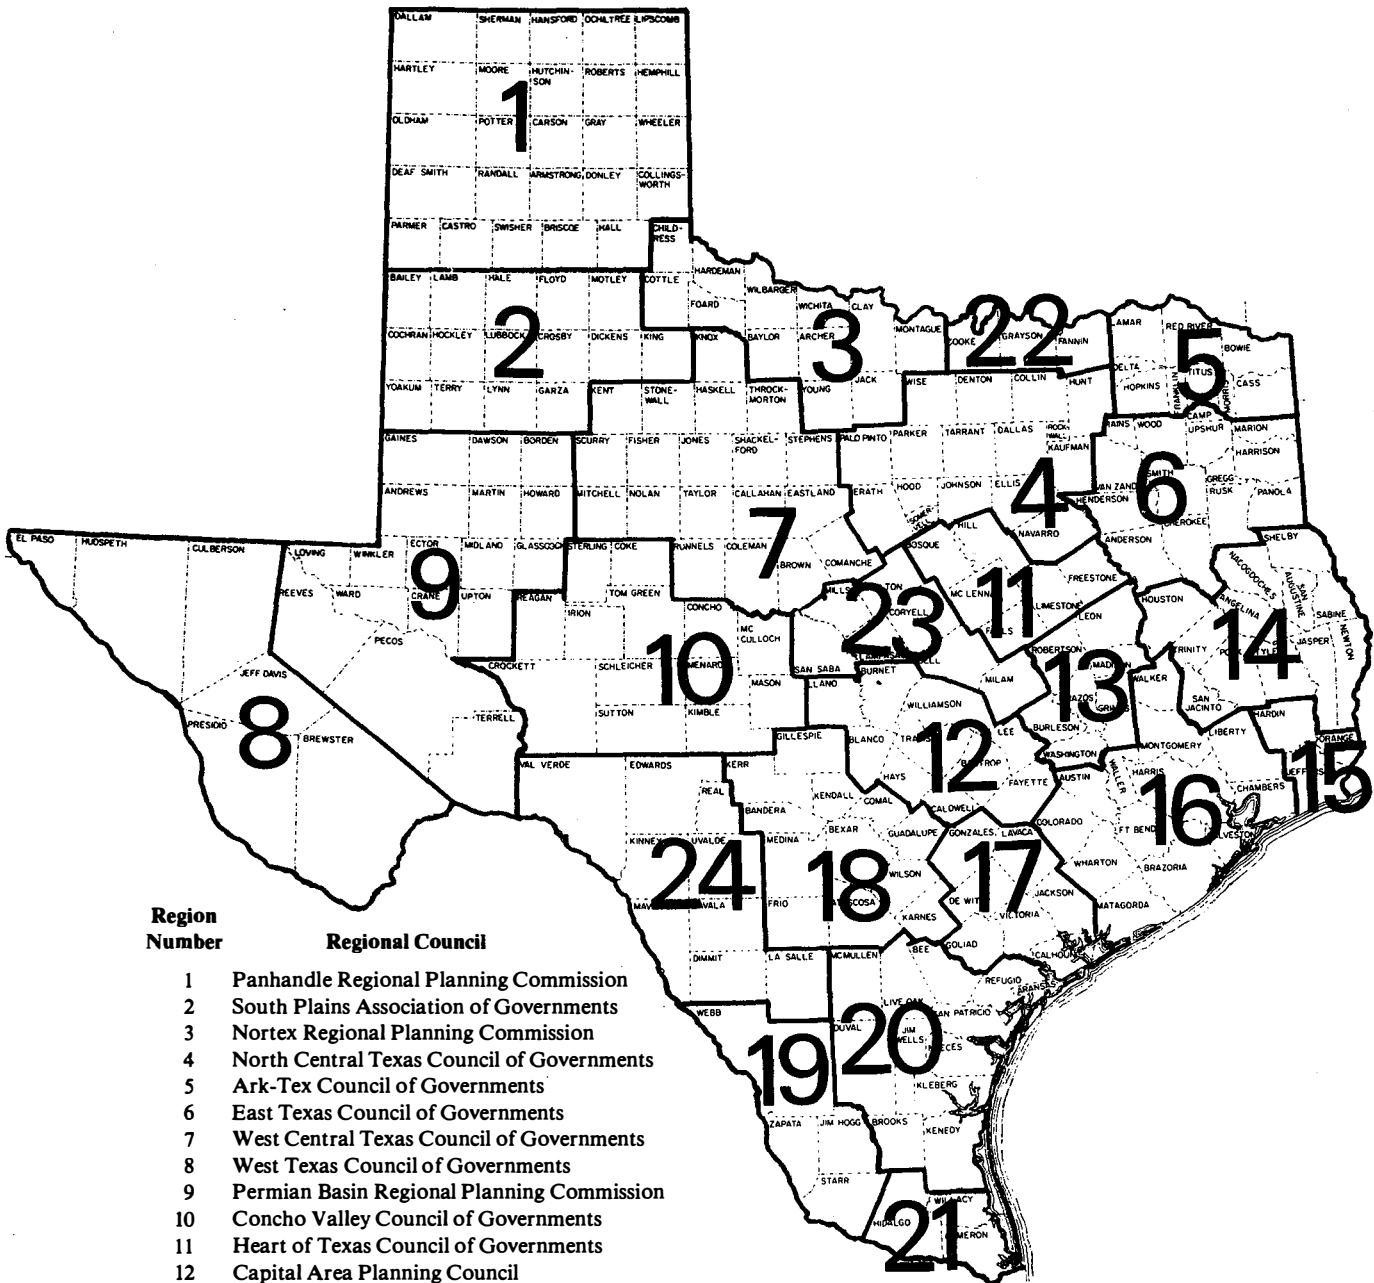 DALLAM SHERMAN HANSFORD OCHILTREE LIPSCOMB
HARTLEY MOORE HUTCHIN-SON ROBERTS HEMPHILL
1
OLDHAM POTTER CARSON GRAY WHEELER
DEAF SMITH RANDALL ARMSTRONG DONLEY COLLINGS-WORTH
PARMER CASTRO SWISHER BRISCOE HALL CHILD-RESS
BAILEY LAMB HALE FLOYD MOTLEY COTTLE HARDEMAN
FOARD WILBARGER WICHITA CLAY
2 3 22 5
COCHRAN HOCKLEY LUBBOCK CROSBY DICKENS KING KNOX BAYLOR ARCHER MONTAGUE COOKE GRAYSON FANNIN LAMAR RED RIVER BOWIE
YOAKUM TERRY LYNN GARZA KENT STONE-WALL HASKELL THROCK-MORTON YOUNG JACK WISE DENTON COLLIN HUNT DELTA HOPKINS FRANKLIN TITUS MORRIS CASS
GAINES DAWSON BORDEN SCURRY FISHER JONES SHACKEL-FORD STEPHENS PALO PINTO PARKER TARRANT DALLAS ROCK-WALL KAUFMAN RAINS WOOD CAMP UPSHUR MARION
HARRISON
4 6
ANDREWS MARTIN HOWARD MITCHELL NOLAN TAYLOR CALLAHAN EASTLAND ERATH HOOD JOHNSON ELLIS HENDERSON SMITH GREGG RUSK PANOLA
7
EL PASO HUDSPETH CULBERSON LOVING WINKLER ECTOR MIDLAND GLASSCOCK STERLING COKE RUNNELS COLEMAN BROWN COMANCHE BOSQUE HILL NAVARRO ANDERSON SHELBY
9 23 11
REEVES WARD CRANE UPTON REAGAN IRION TOM GREEN CONCHO MILLS CORYELL LIMESTONE FREESTONE LEON HOUSTON ANGELINA NACOGDOCHES SAN AUGUSTINE SABINE NEWTON
PECOS MC CULLOCH
10 13 14
JEFF DAVIS CROCKETT SCHLEICHER MENARD SAN SABA BURNET ROBERTSON TRINITY JASPER
MASON LLANO MILAM WALKER
8 12
PRESIDIO BREWSTER TERRELL SUTTON KIMBLE WILLIAMSON SAN JACINTO HARDIN
GILLESPIE BLANCO LEE BURLESON WASHINGTON MONTGOMERY LIBERTY ORANGE
VAL VERDE EDWARDS KERR HAYS FAYETTE AUSTIN WALLER HARRIS CHAMBERS
16 15
REAL BANDERA KENDALL COMAL CALDWELL COLORADO FT BEND
24 18 17
UVALDE MEDINA BEXAR GUADALUPE GONZALES LAVACA WHARTON BRAZORIA
FRIO WILSON KARNES JACKSON VICTORIA MATAGORDA
DIMMIT LA SALLE MCMULLEN BEE GOLIAD CALHOUN
REFUGIO ARANSAS
WEBB LIVE OAK
19 20
DUVAL JIM WELLS
KLEBERG
ZAPATA JIM HOGG BROOKS KENEDY
STARR
21
HIDALGO
Region
Number Regional Council
1 Panhandle Regional Planning Commission
2 South Plains Association of Governments
3 Nortex Regional Planning Commission
4 North Central Texas Council of Governments
5 Ark-Tex Council of Governments
6 East Texas Council of Governments
7 West Central Texas Council of Governments
8 West Texas Council of Governments
9 Permian Basin Regional Planning Commission
10 Concho Valley Council of Governments
11 Heart of Texas Council of Governments
12 Capital Area Planning Council